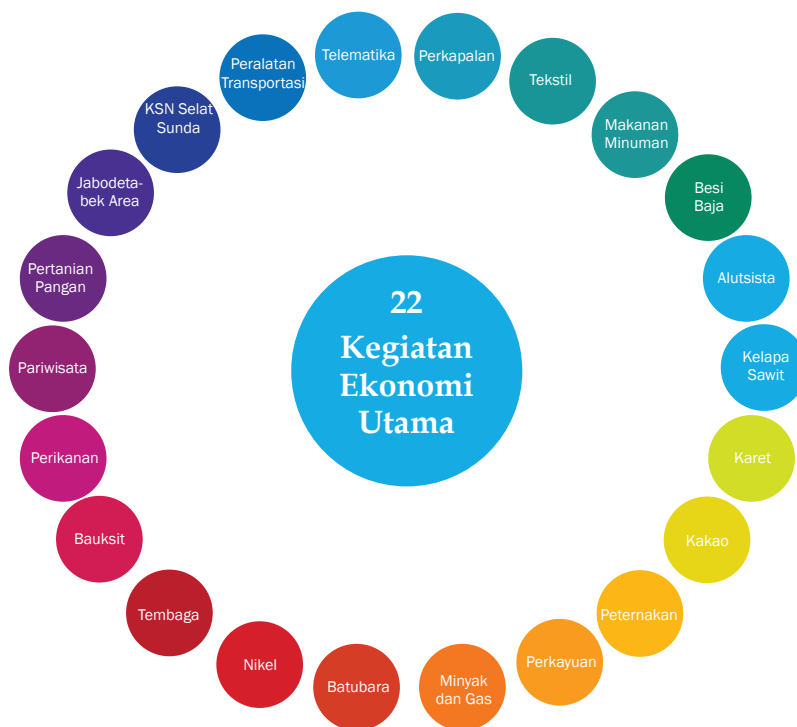 22
Kegiatan
Ekonomi
Utama
Telematika
Perkapalan
Tekstil
Makanan
Minuman
Besi
Baja
Alutsista
Kelapa
Sawit
Karet
Kakao
Peternakan
Perkayuan
Minyak
dan Gas
Batubara
Nikel
Tembaga
Bauksit
Perikanan
Pariwisata
Pertanian
Pangan
Jabodeta-
bek Area
KSN Selat
Sunda
Peralatan
Transportasi